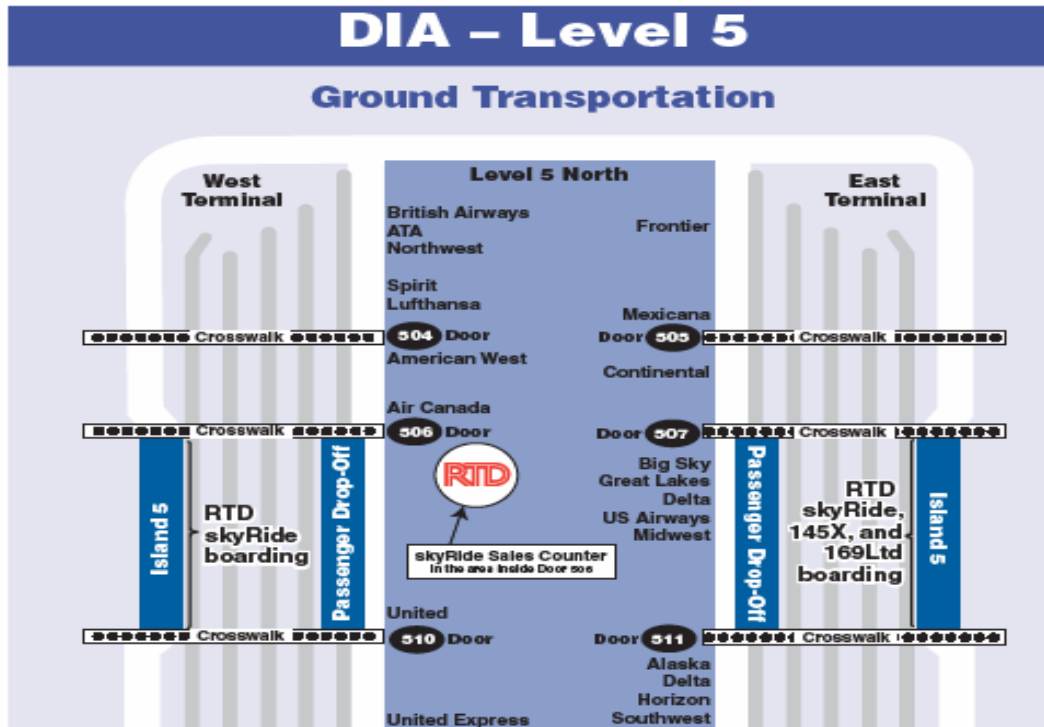 DIA – Level 5
Ground Transportation
Level 5 North
West
Terminal
East
Terminal
British Airways
ATA
Northwest
Frontier
Spirit
Lufthansa
Mexicana
Crosswalk
504 Door
Door 505
Crosswalk
American West
Continental
Air Canada
Crosswalk
506 Door
Door 507
Crosswalk
RTD
Big Sky
Great Lakes
Delta
US Airways
Midwest
Island 5
RTD
skyRide
boarding
Passenger Drop-Off
skyRide Sales Counter
In the area inside Door 506
Passenger Drop-Off
RTD
skyRide,
145X, and
169Ltd
boarding
Island 5
United
Crosswalk
510 Door
Door 511
Crosswalk
Alaska
Delta
Horizon
Southwest
United Express